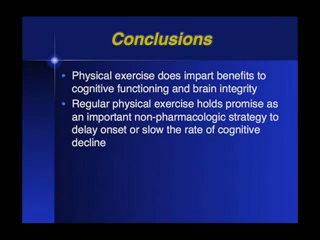 Conclusions
• Physical exercise does impart benefits to
cognitive functioning and brain integrity
• Regular physical exercise holds promise as
an important non-pharmacologic strategy to
delay onset or slow the rate of cognitive
decline